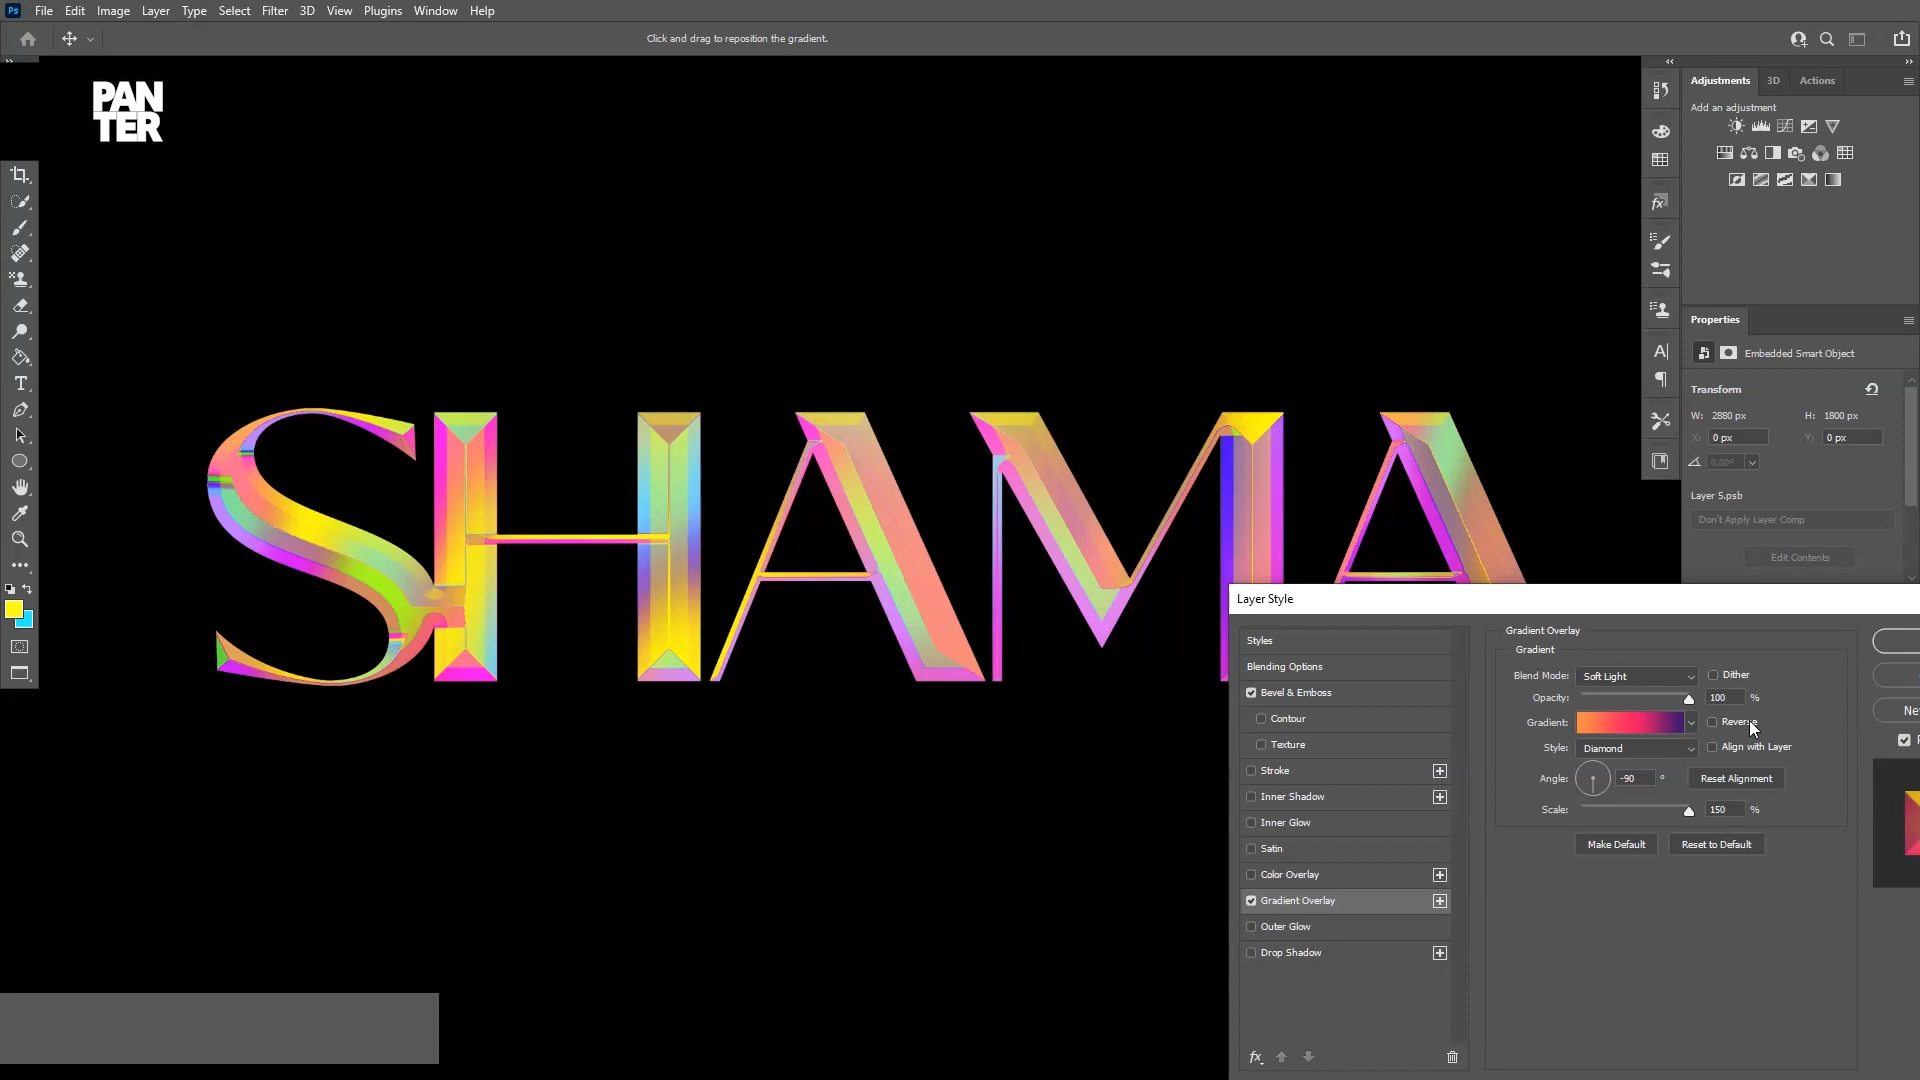 Ps File Edit Image Layer Type Select Filter 3D View Plugins Window Help
Click and drag to reposition the gradient.
PAN
TER
SHAMA
Adjustments 3D Actions
Add an adjustment
Properties
Embedded Smart Object
Transform
W: 2880 px H: 1800 px
X: 0 px Y: 0 px
0.00°
Layer 5.psb
Don't Apply Layer Comp
Edit Contents
Layer Style
Styles
Blending Options
Bevel & Emboss
Contour
Texture
Stroke
Inner Shadow
Inner Glow
Satin
Color Overlay
Gradient Overlay
Outer Glow
Drop Shadow
fx
Gradient Overlay
Gradient
Blend Mode: Soft Light Dither
Opacity: 100 %
Gradient: Reverse
Style: Diamond Align with Layer
Angle: -90 ° Reset Alignment
Scale: 150 %
Make Default Reset to Default